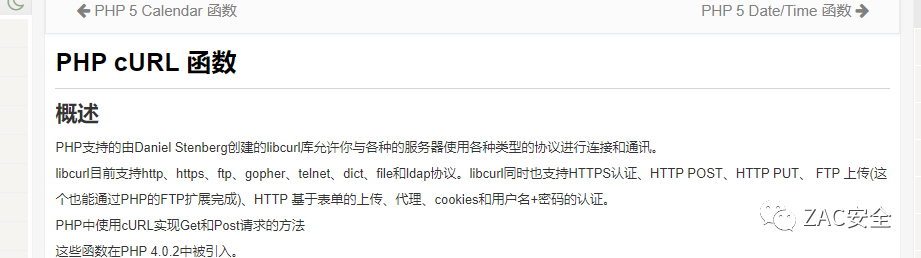 PHP 5 Calendar 函数
PHP 5 Date/Time 函数
PHP cURL 函数
概述
PHP支持的由Daniel Stenberg创建的libcurl库允许你与各种的服务器使用各种类型的协议进行连接和通讯。
libcurl目前支持http、https、ftp、gopher、telnet、dict、file和ldap协议。libcurl同时也支持HTTPS认证、HTTP POST、HTTP PUT、 FTP 上传(这
个也能通过PHP的FTP扩展完成)、HTTP 基于表单的上传、代理、cookies和用户名+密码的认证。
PHP中使用cURL实现Get和Post请求的方法
这些函数在PHP 4.0.2中被引入。
ZAC安全